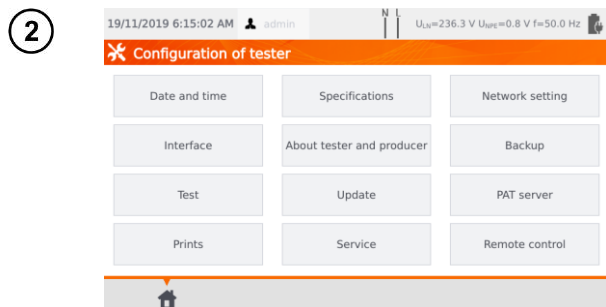 2
19/11/2019 6:15:02 AM admin N L ULN=236.3 V UNPE=0.8 V f=50.0 Hz
Configuration of tester
Date and time Specifications Network setting
Interface About tester and producer Backup
Test Update PAT server
Prints Service Remote control